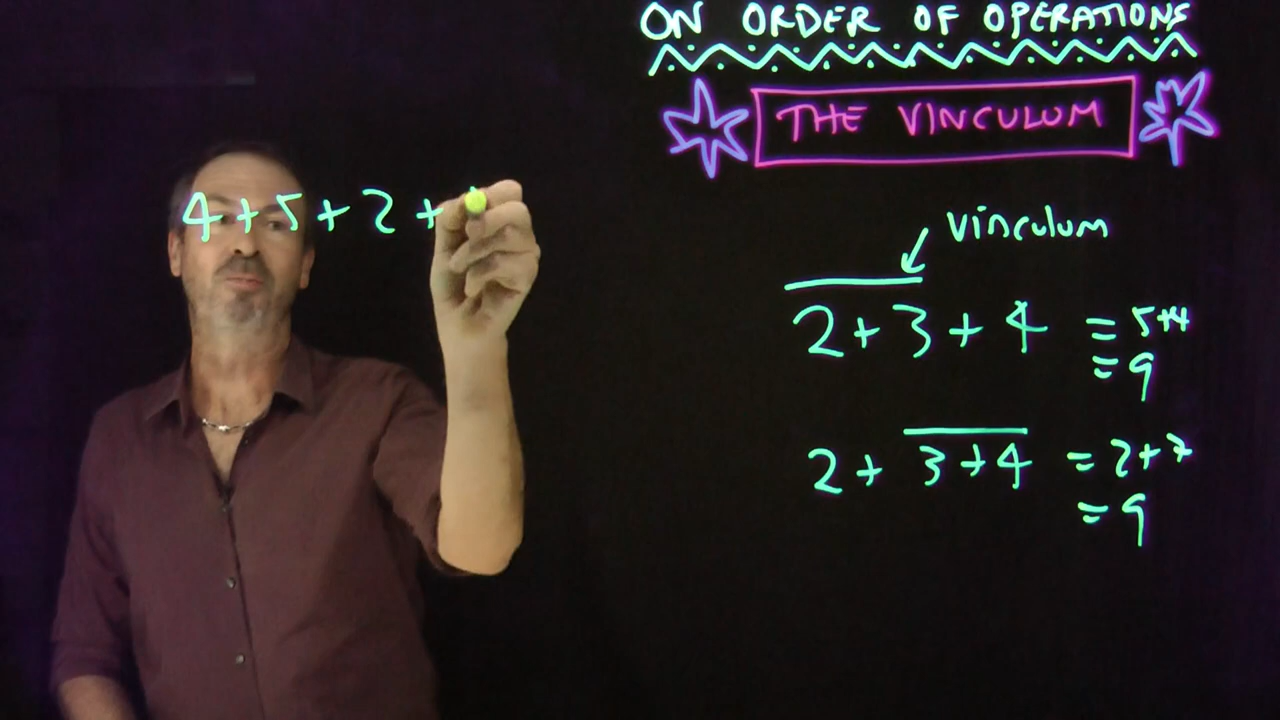 ON ORDER OF OPERATIONS
THE VINCULUM
4+5+2+
vinculum
2+3+4 =5+4
=9
2+3+4 =2+7
=9